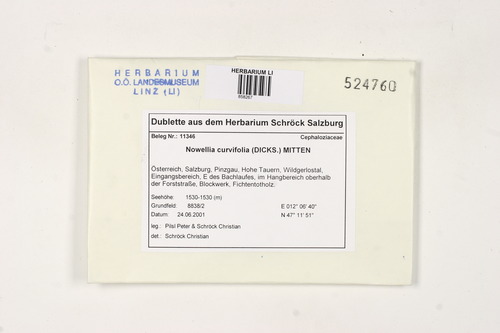 HERBARIUM
O.Ö. LANDESMUSEUM
LINZ (LI)
HERBARIUM LI
524760
Dublette aus dem Herbarium Schröck Salzburg
Beleg Nr.: 11346 Cephaloziaceae
Nowellia curvifolia (DICKS.) MITTEN
Österreich, Salzburg, Pinzgau, Hohe Tauern, Wildgerlostal,
Eingangsbereich, E des Bachlaufes, im Hangbereich oberhalb
der Forststraße, Blockwerk, Fichtentotholz.
Seehöhe: 1530-1530 (m)
Grundfeld: 8838/2 E 012° 06' 40"
Datum: 24.06.2001 N 47° 11' 51"
leg.: Pilsl Peter & Schröck Christian
det.: Schröck Christian